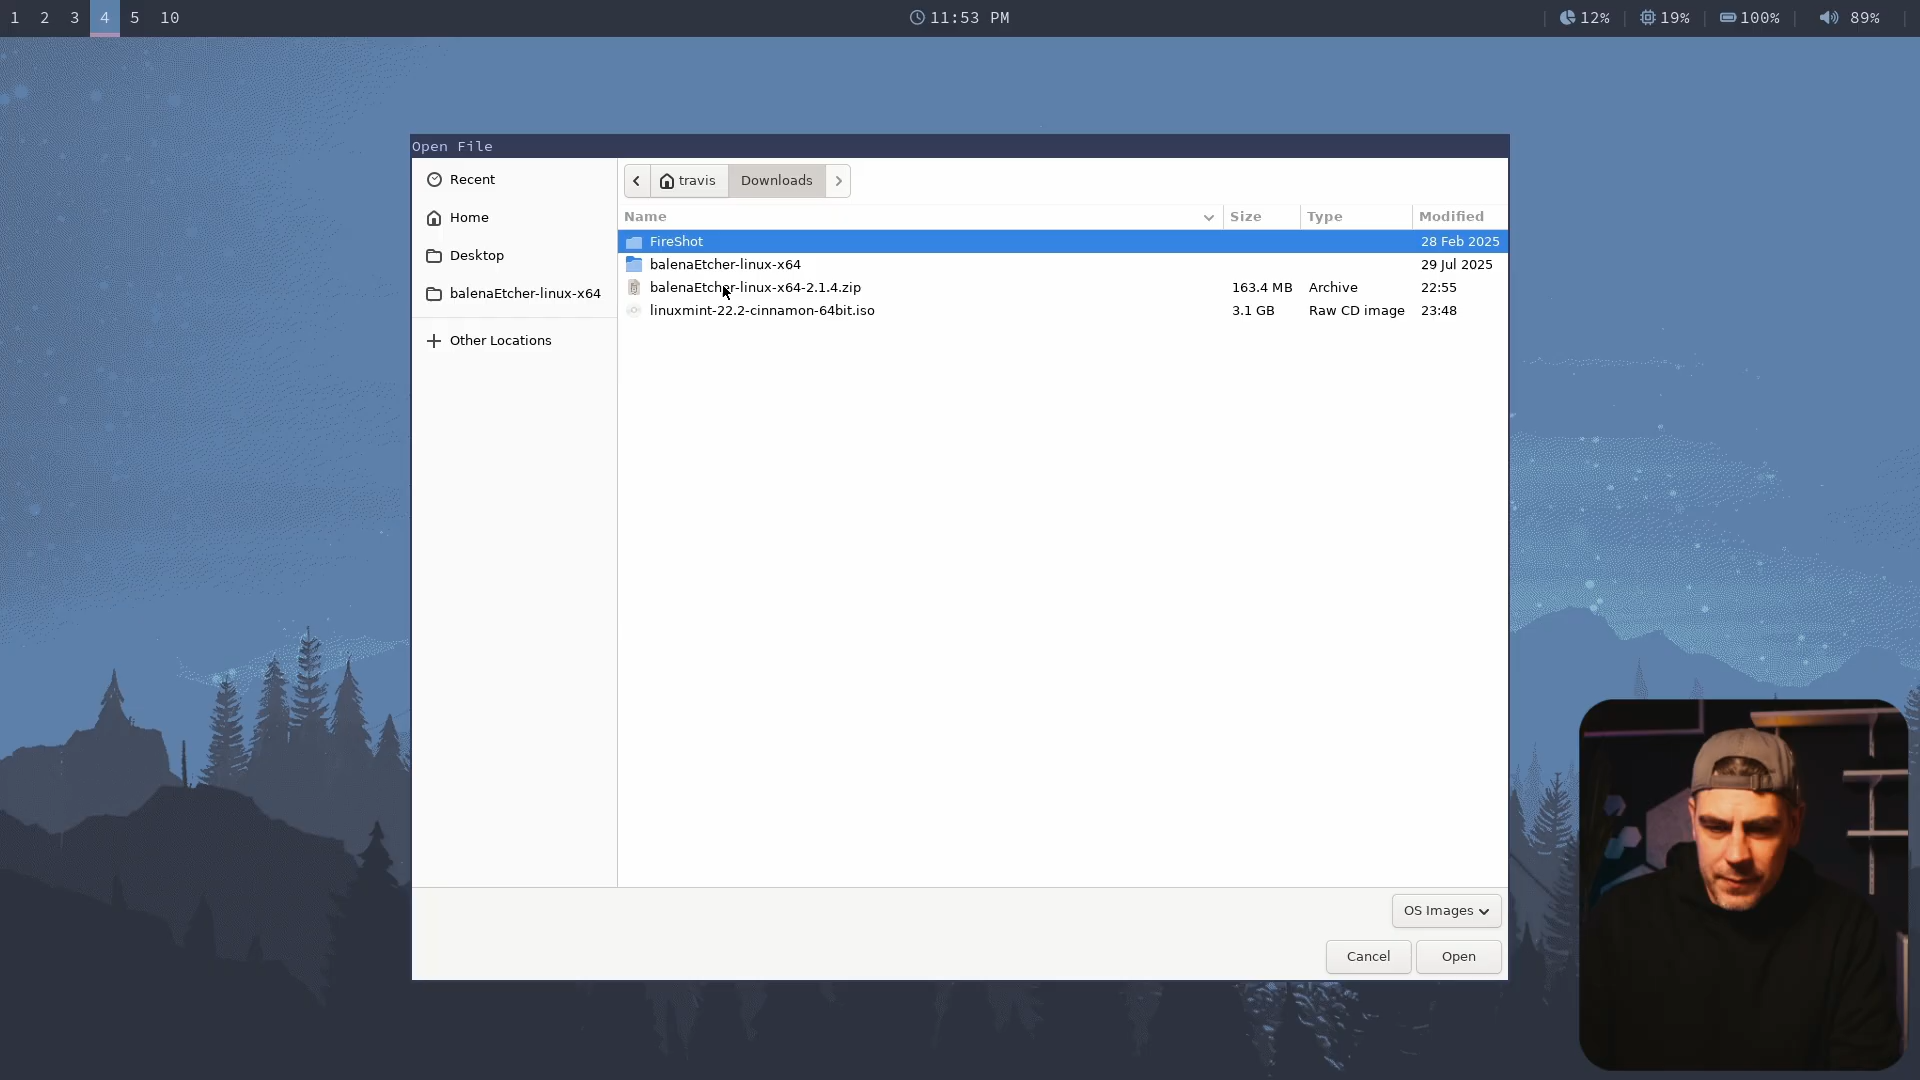 1 2 3 4 5 10 11:53 PM 12% 19% 100% 89%
Open File
Recent
Home
Desktop
balenaEtcher-linux-x64
Other Locations
travis Downloads
Name Size Type Modified
FireShot 28 Feb 2025
balenaEtcher-linux-x64 29 Jul 2025
balenaEtcher-linux-x64-2.1.4.zip 163.4 MB Archive 22:55
linuxmint-22.2-cinnamon-64bit.iso 3.1 GB Raw CD image 23:48
OS Images
Cancel Open